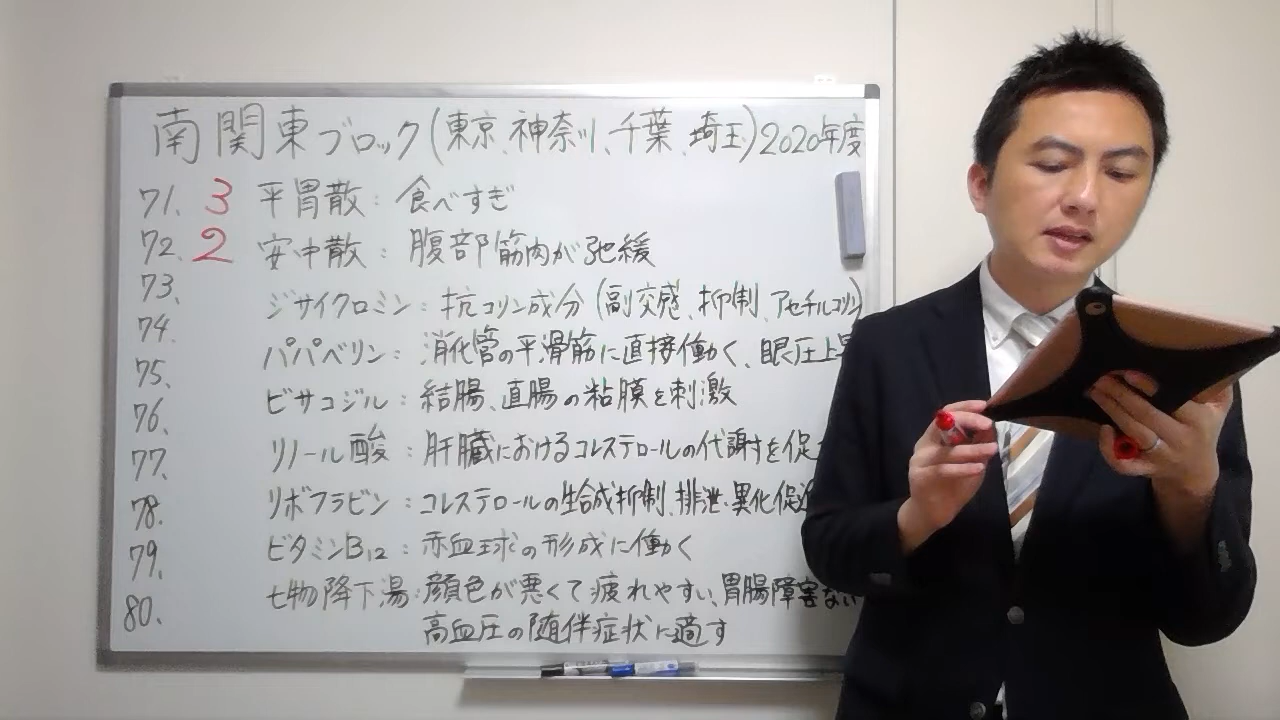 南関東ブロック(東京、神奈川、千葉、埼玉)2020年度
71. 3 平胃散：食べすぎ
72. 2 安中散：腹部筋肉が弛緩
73.
ジサイクロミン：抗コリン成分(副交感、抑制、アセチルコリン)
74.
パパベリン：消化管の平滑筋に直接働く、眼圧上昇
75.
ビサコジル：結腸、直腸の粘膜を刺激
76.
リノール酸：肝臓におけるコレステロールの代謝を促
77.
リボフラビン：コレステロールの生合成抑制、排泄・異化促進
78.
ビタミンB12：赤血球の形成に働く
79.
七物降下湯：顔色が悪くて疲れやすい、胃腸障害ない
80.
高血圧の随伴症状に適す